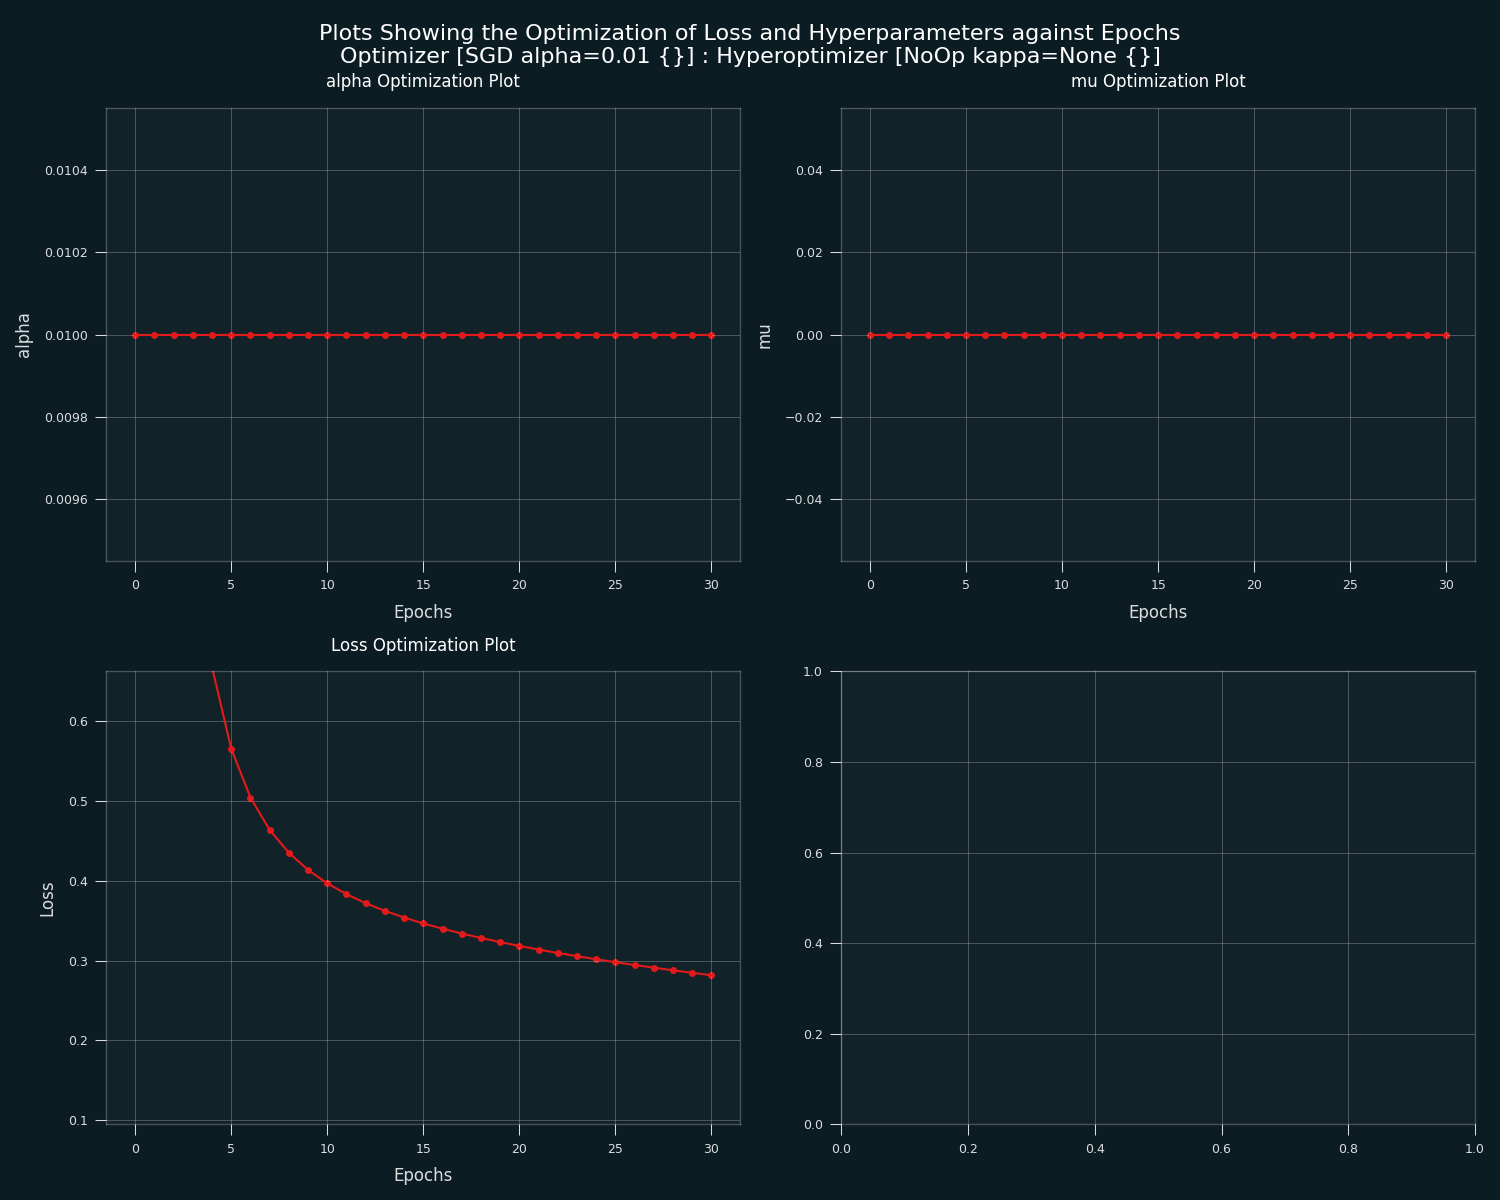 Plots Showing the Optimization of Loss and Hyperparameters against Epochs
Optimizer [SGD alpha=0.01 {}] : Hyperoptimizer [NoOp kappa=None {}]
alpha Optimization Plot
0.0104
0.0102
0.0100
0.0098
0.0096
alpha
0 5 10 15 20 25 30
Epochs
mu Optimization Plot
0.04
0.02
0.00
−0.02
−0.04
mu
0 5 10 15 20 25 30
Epochs
Loss Optimization Plot
0.6
0.5
0.4
0.3
0.2
0.1
Loss
0 5 10 15 20 25 30
Epochs
1.0
0.8
0.6
0.4
0.2
0.0
0.0 0.2 0.4 0.6 0.8 1.0